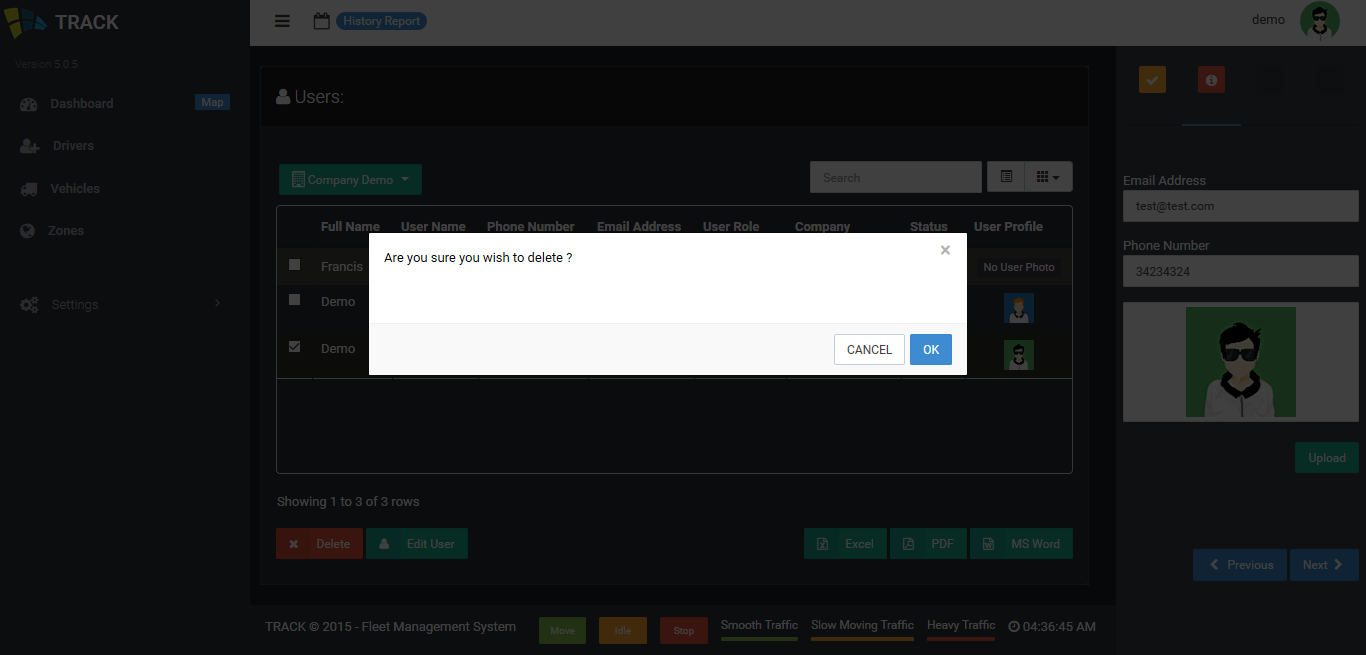 TRACK
History Report
demo
Version 5.0.5
Dashboard
Map
Drivers
Vehicles
Zones
Settings
Users:
Company Demo
Search
Full Name User Name Phone Number Email Address User Role Company Status User Profile
Francis
No User Photo
Demo
Demo
Are you sure you wish to delete ?
×
CANCEL OK
Showing 1 to 3 of 3 rows
Delete Edit User Excel PDF MS Word
Email Address
test@test.com
Phone Number
34234324
Upload
Previous Next
TRACK © 2015 - Fleet Management System Move Idle Stop Smooth Traffic Slow Moving Traffic Heavy Traffic 04:36:45 AM